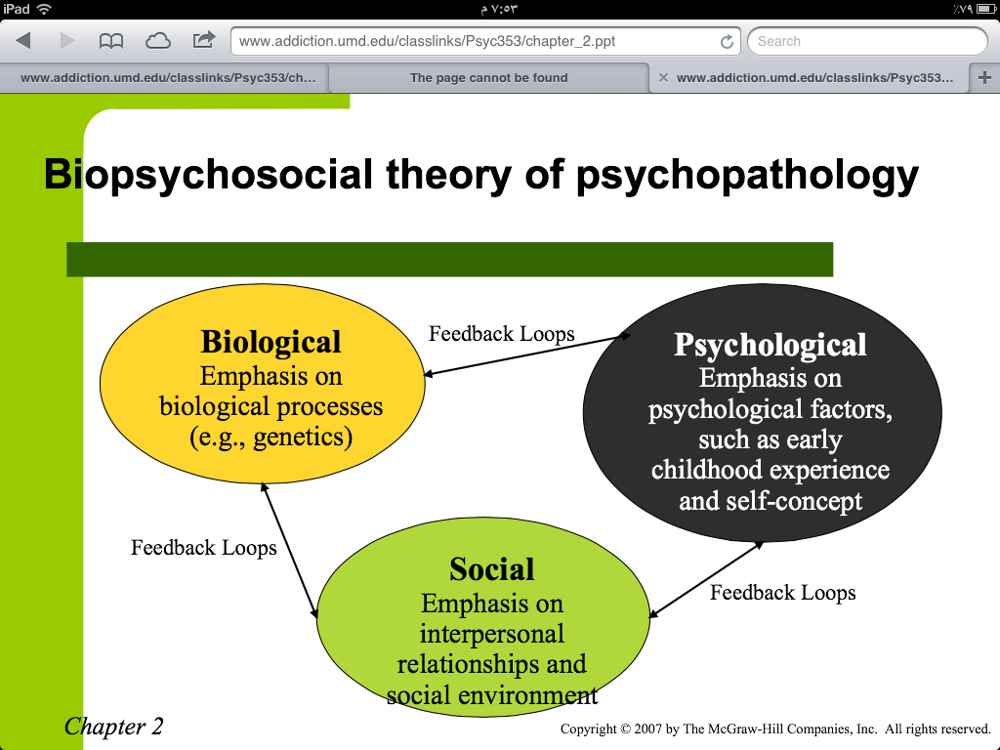 iPad
٧:٥٣ م
٪٧٩
www.addiction.umd.edu/classlinks/Psyc353/chapter_2.ppt
Search
www.addiction.umd.edu/classlinks/Psyc353/ch...
The page cannot be found
www.addiction.umd.edu/classlinks/Psyc353...
Biopsychosocial theory of psychopathology
Biological
Emphasis on
biological processes
(e.g., genetics)
Feedback Loops
Psychological
Emphasis on
psychological factors,
such as early
childhood experience
and self-concept
Feedback Loops
Social
Emphasis on
interpersonal
relationships and
social environment
Feedback Loops
Chapter 2
Copyright © 2007 by The McGraw-Hill Companies, Inc. All rights reserved.